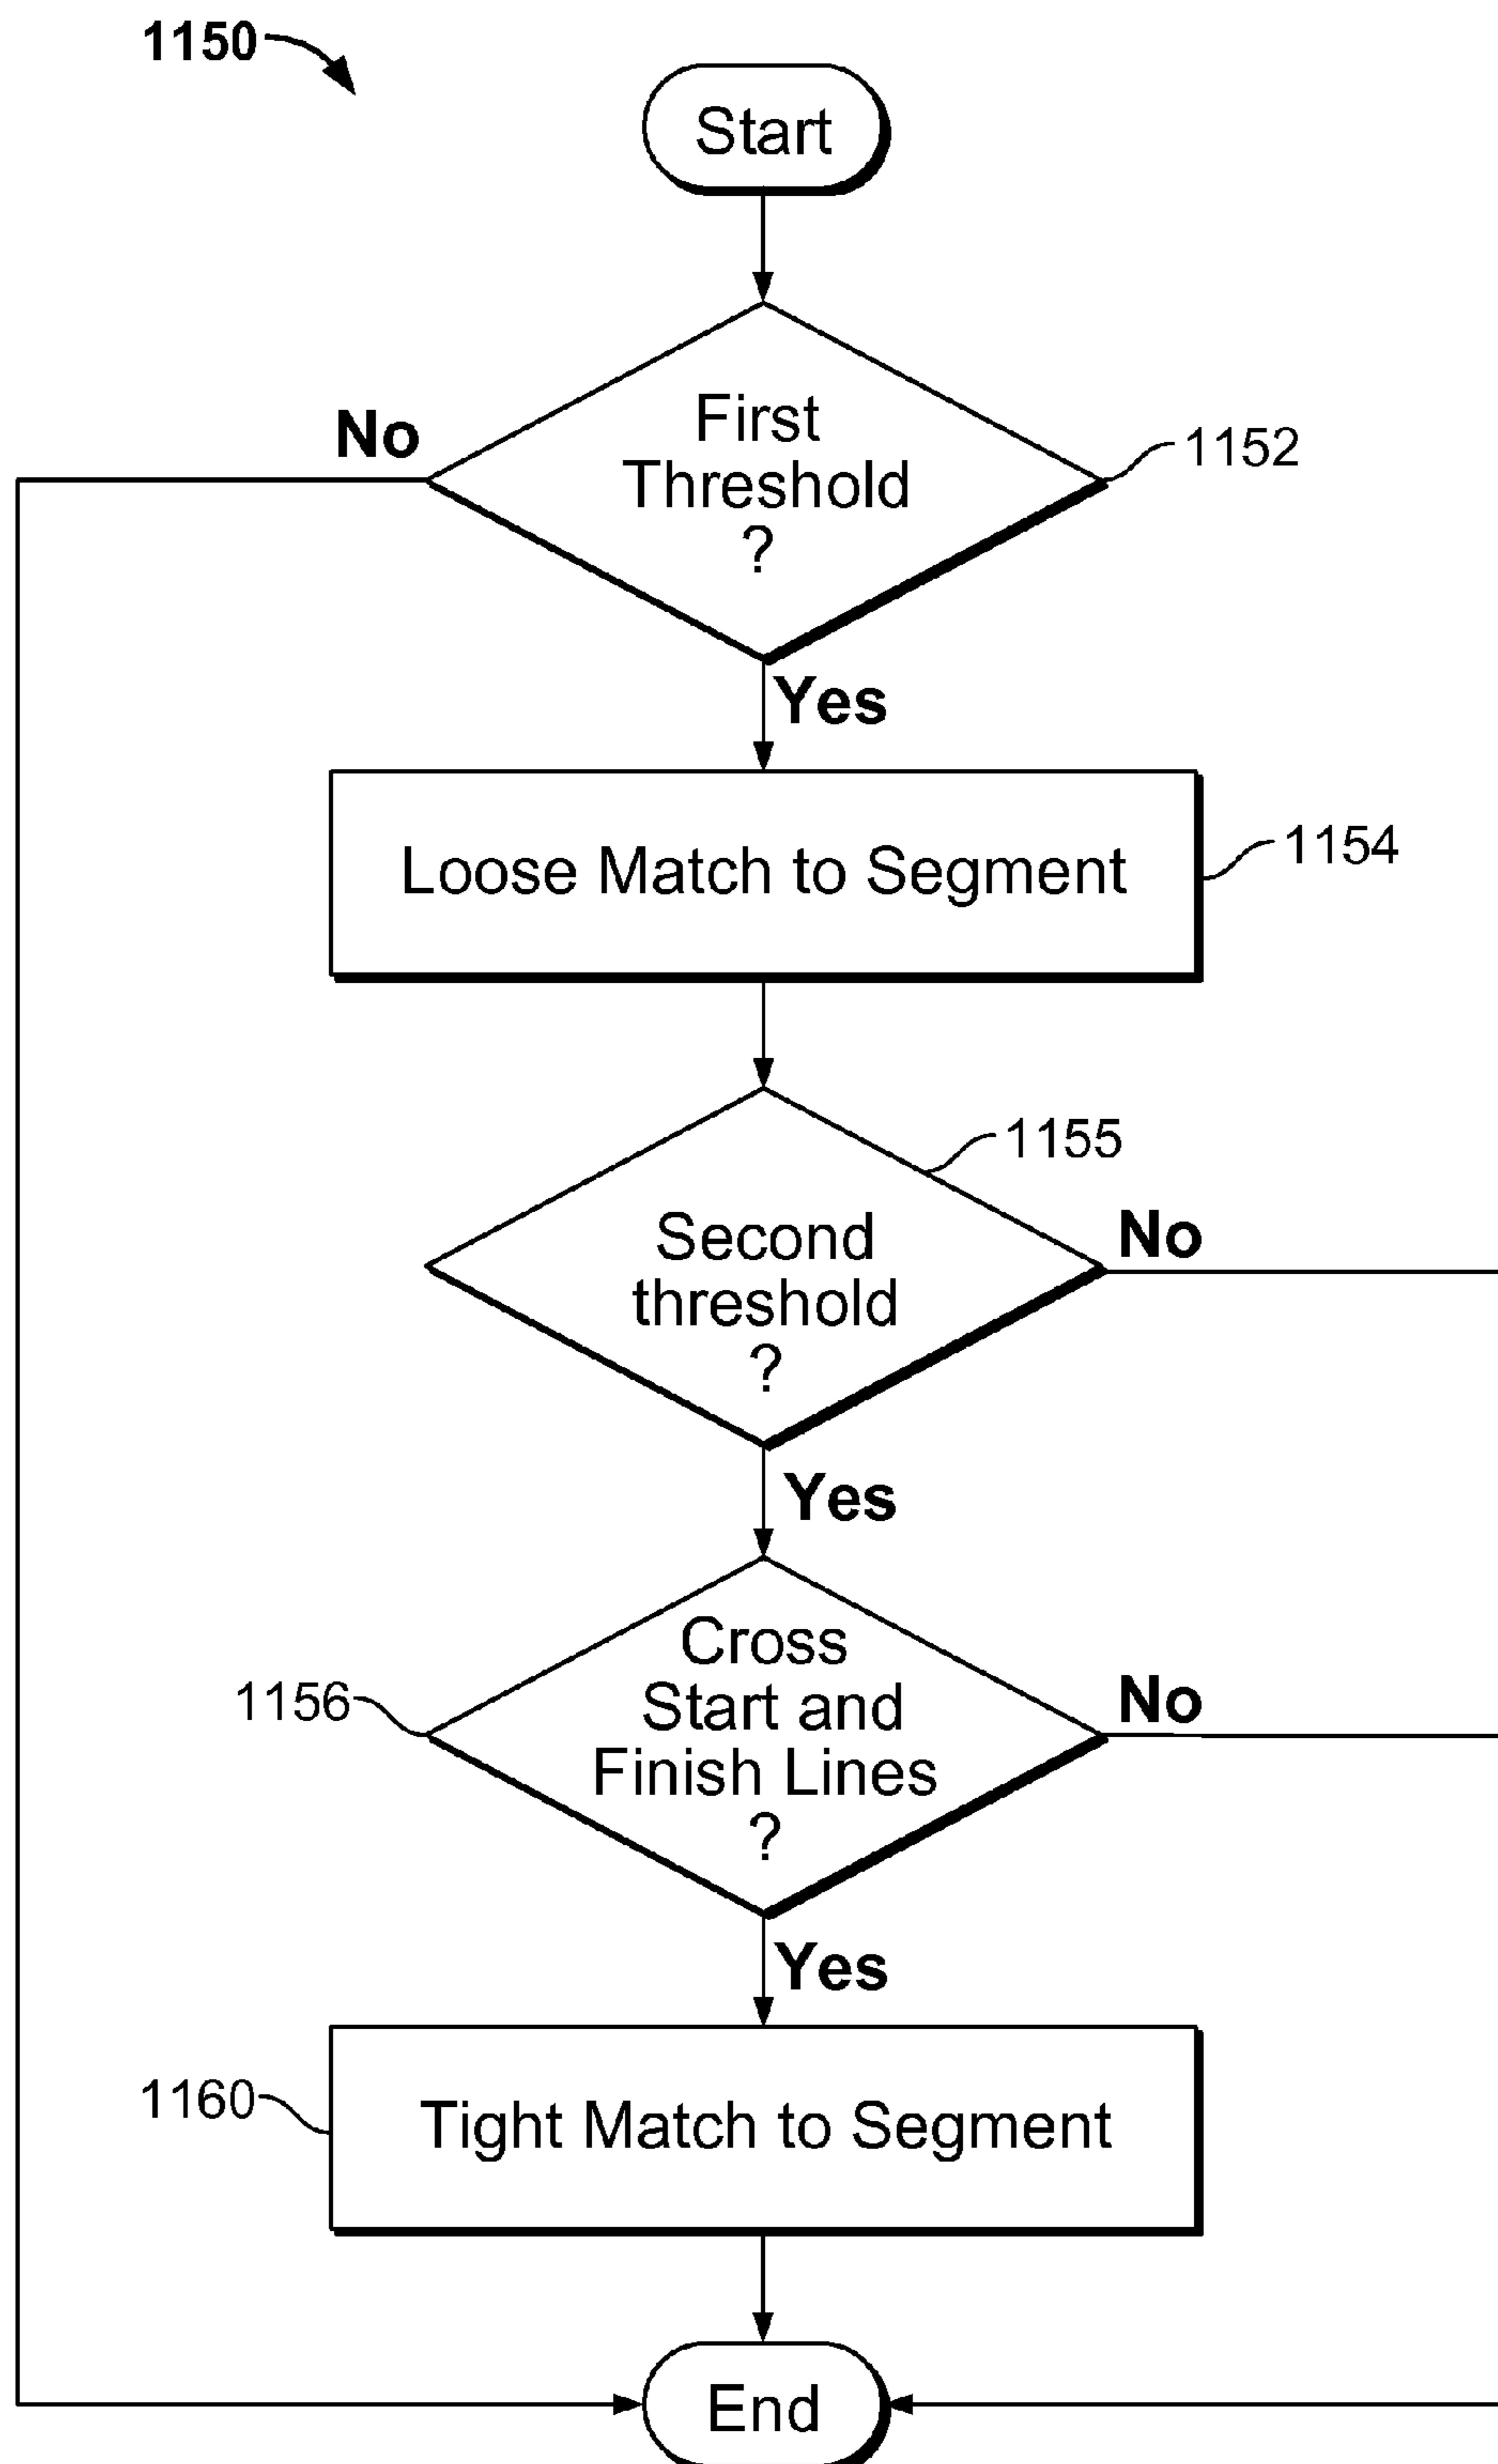 1150
Start
No
First
Threshold
?
1152
Yes
Loose Match to Segment
1154
1155
Second
threshold
?
No
Yes
Cross
Start and
Finish Lines
?
1156
No
Yes
1160
Tight Match to Segment
End